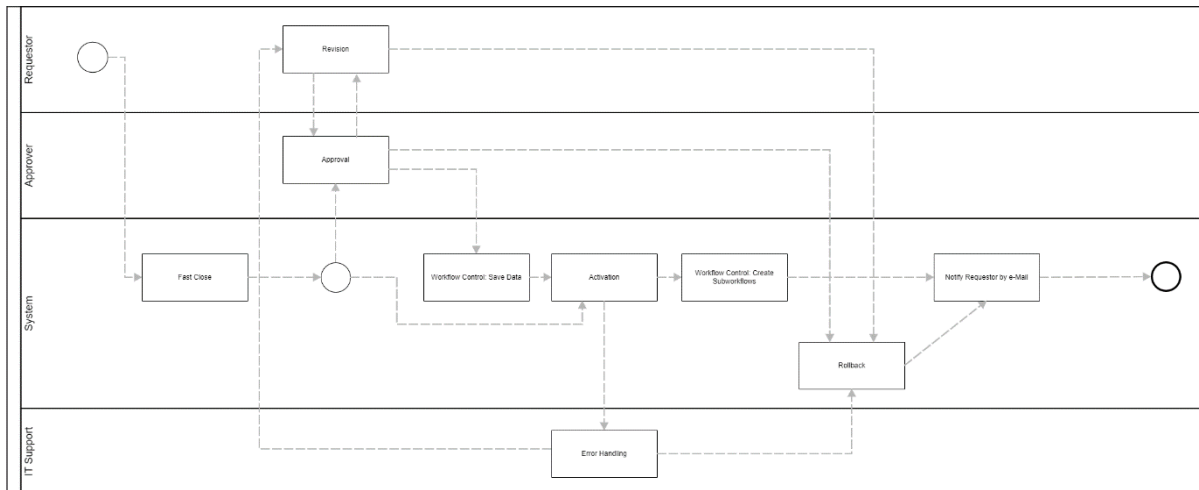 Requestor
Revision
Approver
Approval
System
Fast Close
Workflow Control: Save Data
Activation
Workflow Control: Create
Subworkflows
Notify Requestor by e-Mail
Rollback
IT Support
Error Handling